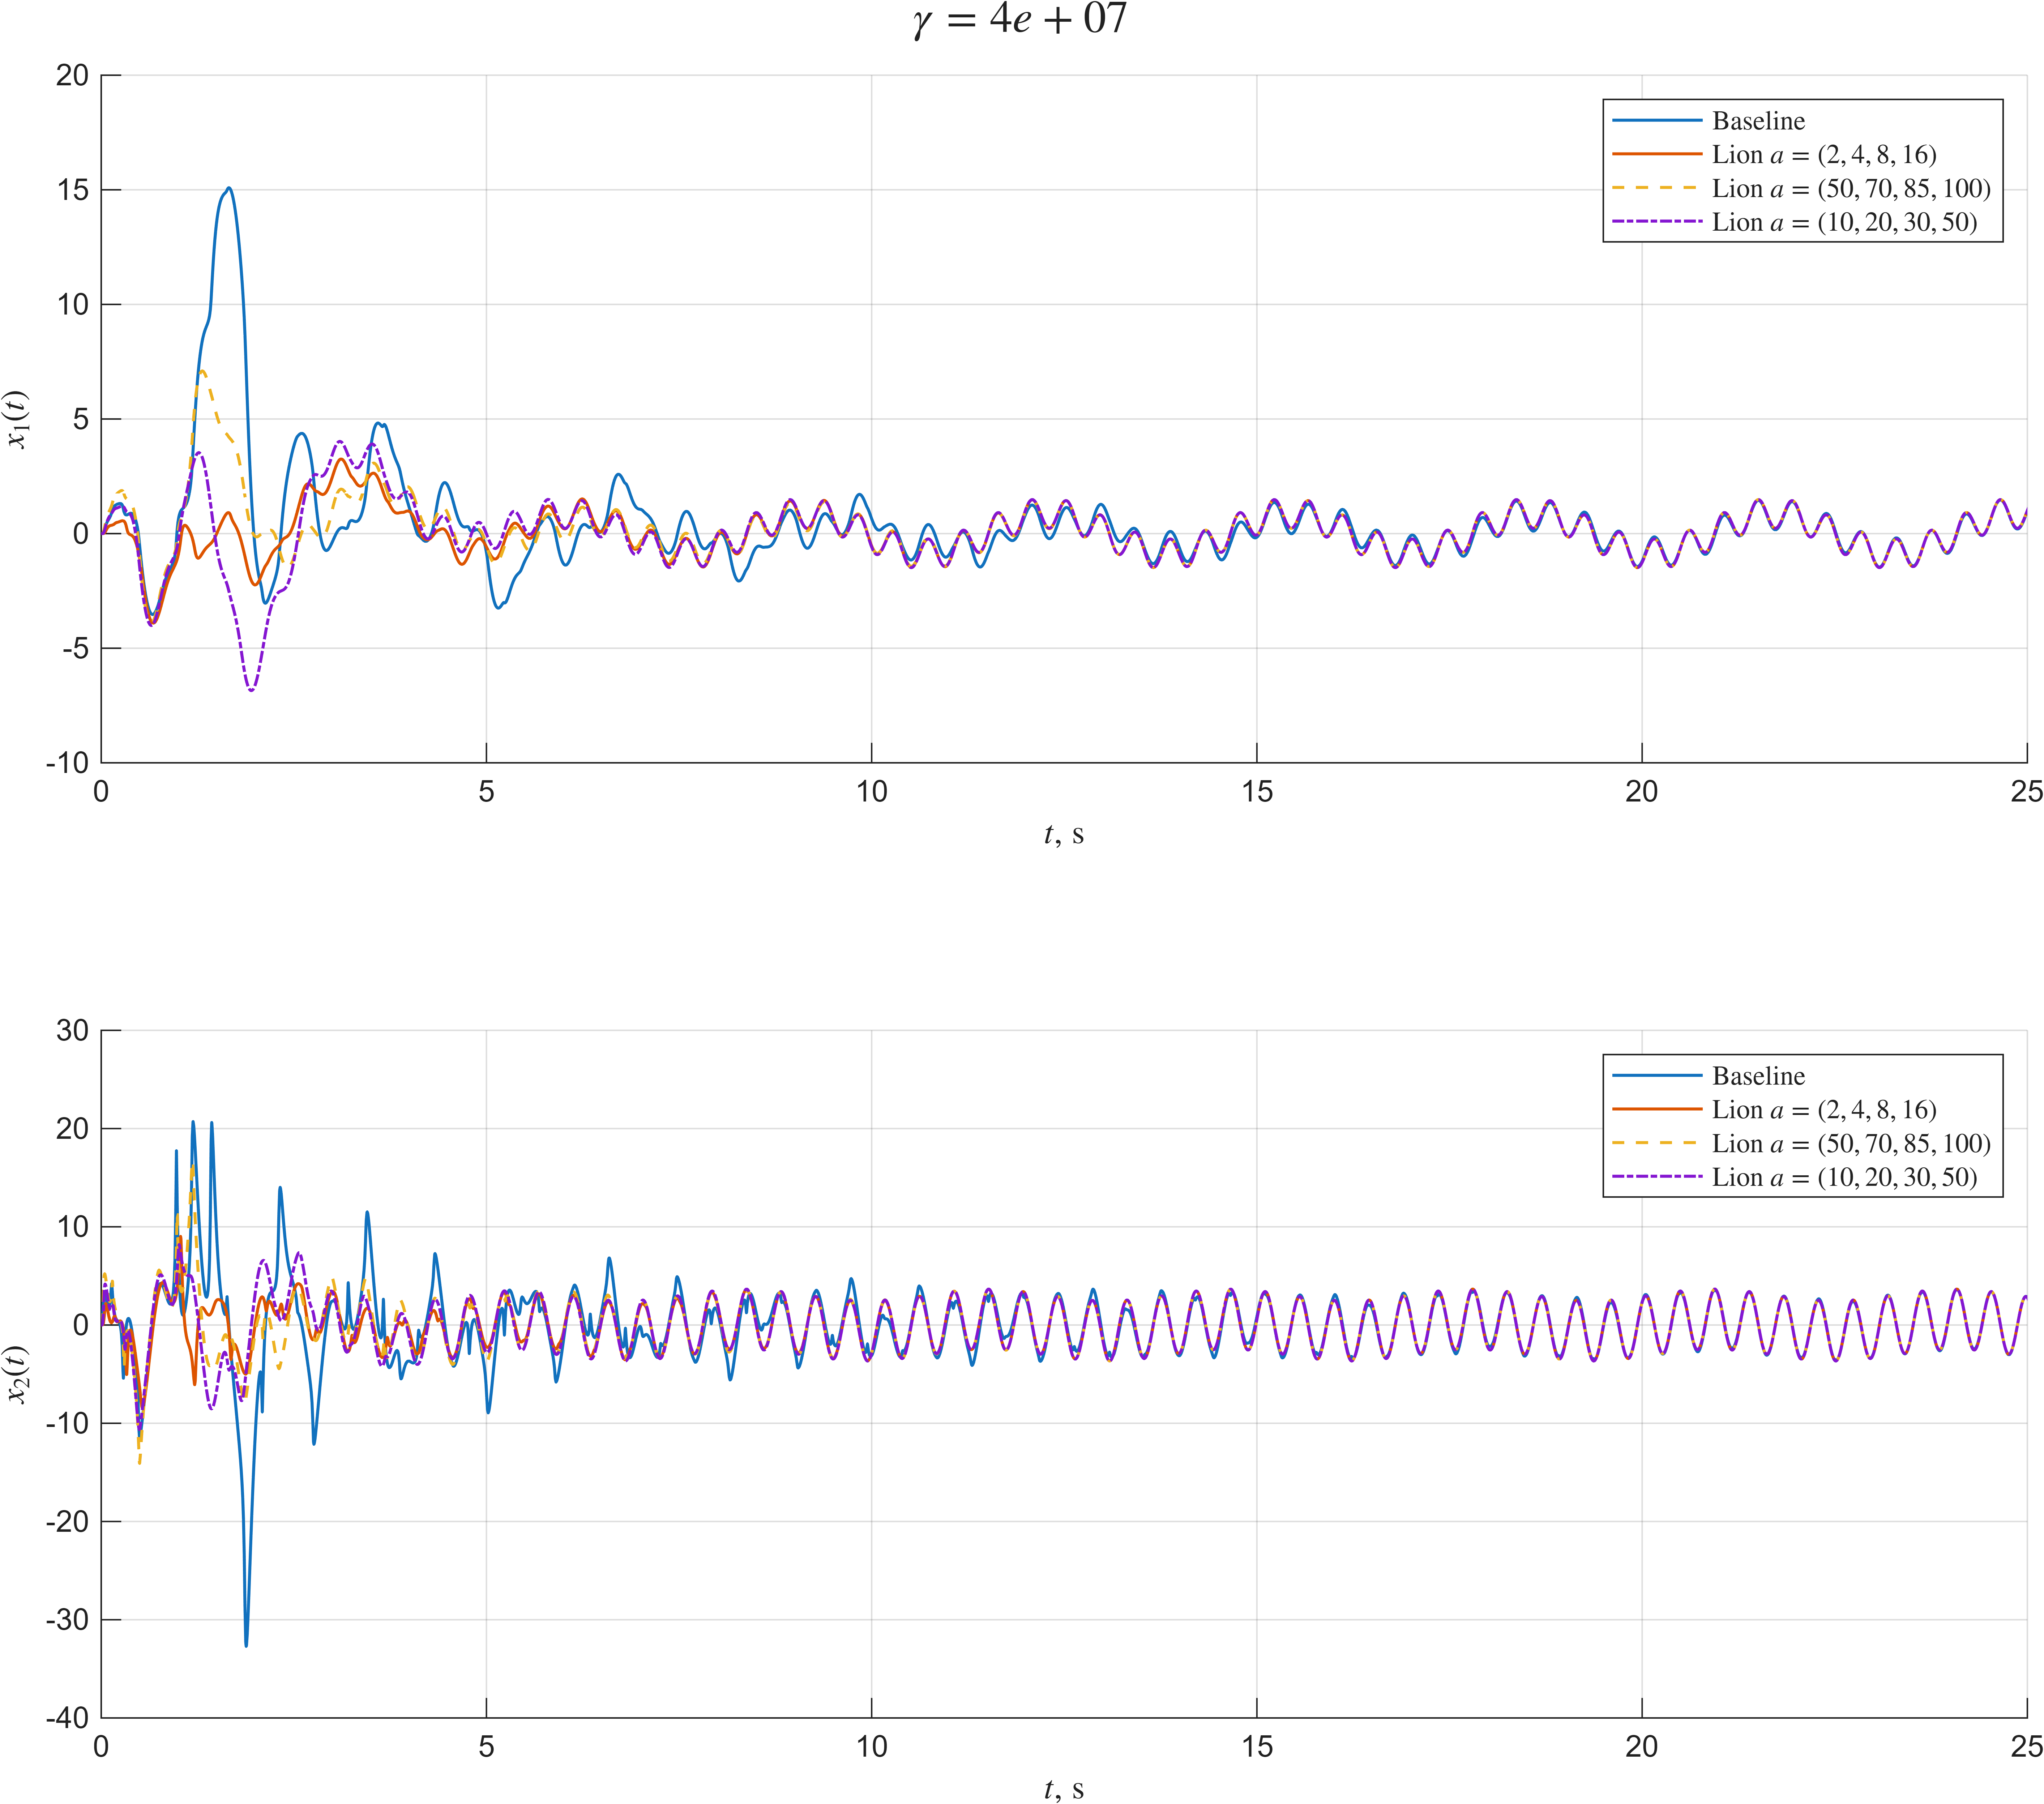 γ = 4e + 07
20
15
10
5
0
-5
-10
x₁(t)
Baseline
Lion a = (2, 4, 8, 16)
Lion a = (50, 70, 85, 100)
Lion a = (10, 20, 30, 50)
0 5 10 15 20 25
t, s
30
20
10
0
-10
-20
-30
-40
x₂(t)
Baseline
Lion a = (2, 4, 8, 16)
Lion a = (50, 70, 85, 100)
Lion a = (10, 20, 30, 50)
0 5 10 15 20 25
t, s